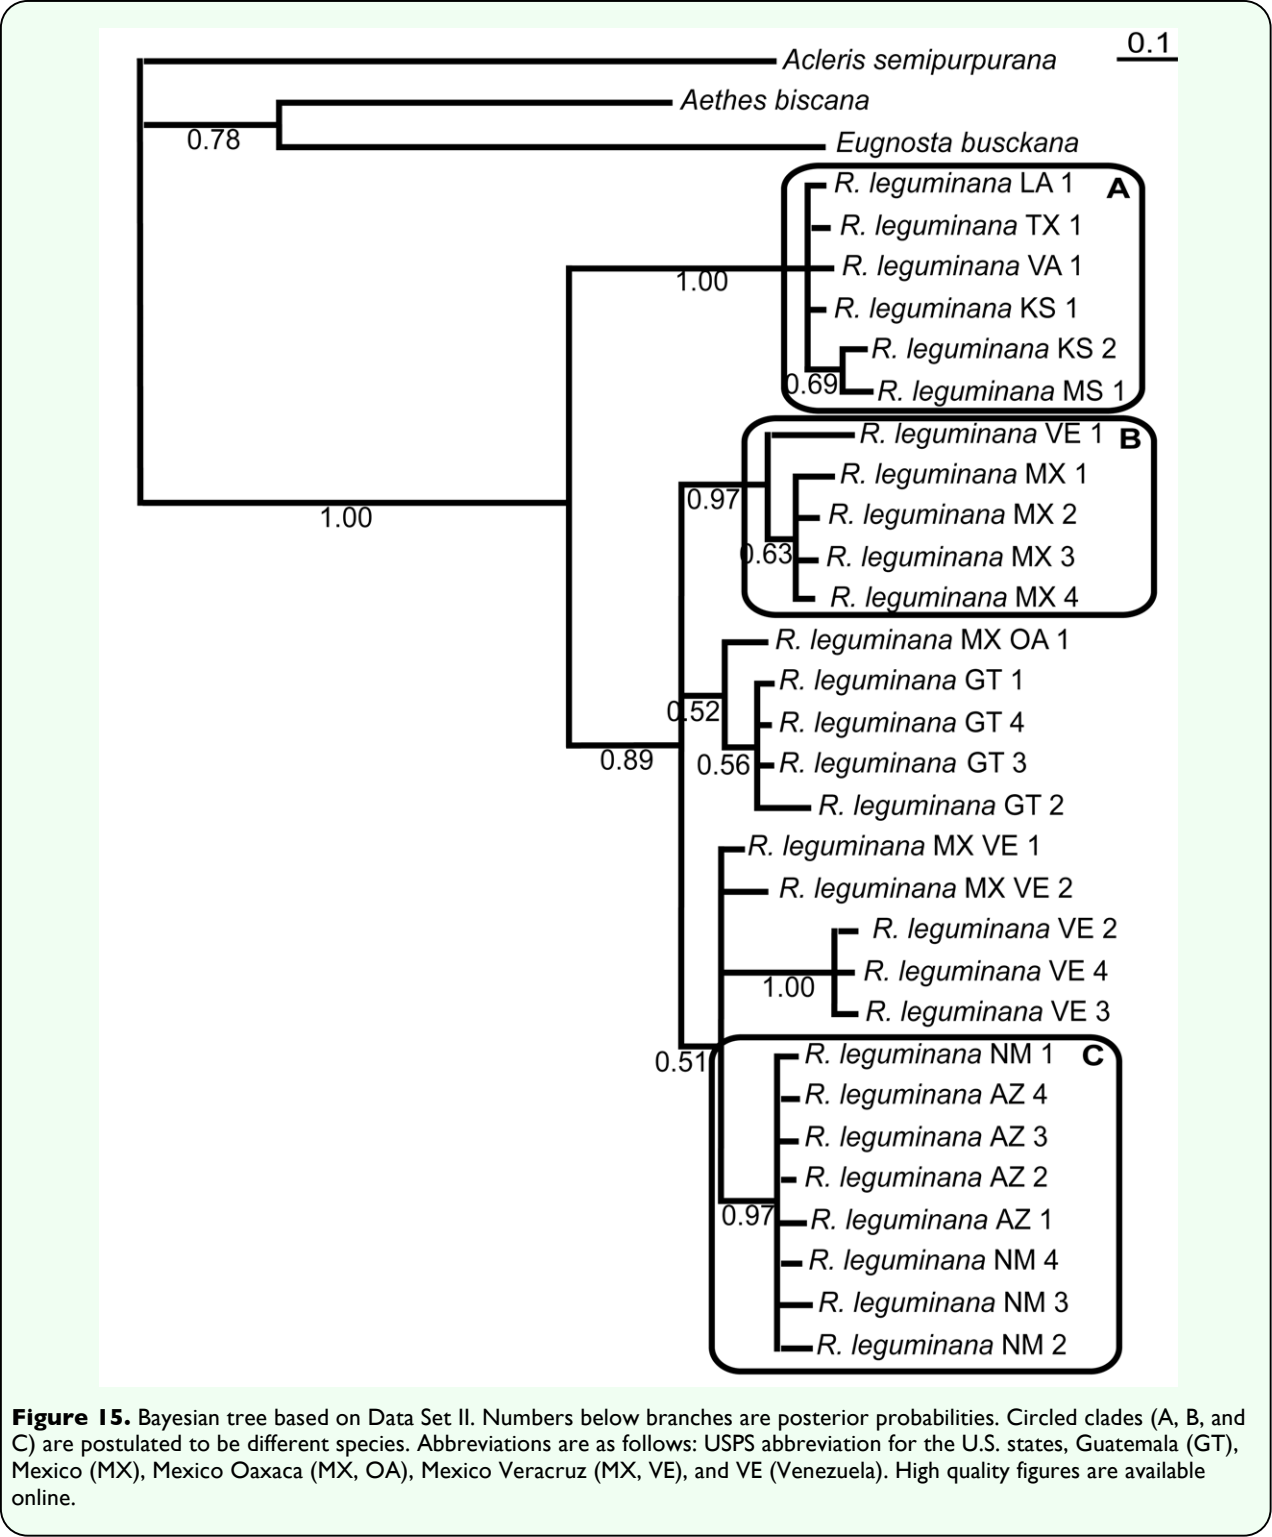 0.1
Acleris semipurpurana
Aethes biscana
0.78
Eugnosta busckana
R. leguminana LA 1
A
R. leguminana TX 1
R. leguminana VA 1
1.00
R. leguminana KS 1
R. leguminana KS 2
0.69
R. leguminana MS 1
R. leguminana VE 1
B
R. leguminana MX 1
0.97
1.00
R. leguminana MX 2
0.63
R. leguminana MX 3
R. leguminana MX 4
R. leguminana MX OA 1
R. leguminana GT 1
0.52
R. leguminana GT 4
0.89
0.56
R. leguminana GT 3
R. leguminana GT 2
R. leguminana MX VE 1
R. leguminana MX VE 2
R. leguminana VE 2
R. leguminana VE 4
1.00
R. leguminana VE 3
0.51
R. leguminana NM 1
C
R. leguminana AZ 4
R. leguminana AZ 3
R. leguminana AZ 2
0.97
R. leguminana AZ 1
R. leguminana NM 4
R. leguminana NM 3
R. leguminana NM 2
Figure 15. Bayesian tree based on Data Set II. Numbers below branches are posterior probabilities. Circled clades (A, B, and
C) are postulated to be different species. Abbreviations are as follows: USPS abbreviation for the U.S. states, Guatemala (GT),
Mexico (MX), Mexico Oaxaca (MX, OA), Mexico Veracruz (MX, VE), and VE (Venezuela). High quality figures are available
online.